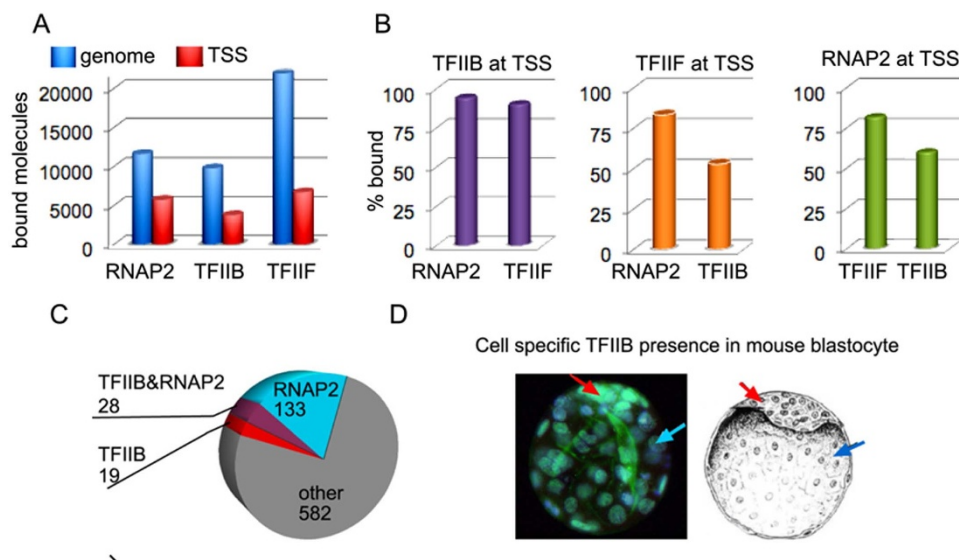 A
genome
TSS
20000
15000
10000
5000
0
bound molecules
RNAP2 TFIIB TFIIF
B
TFIIB at TSS
100
75
50
25
0
% bound
RNAP2 TFIIF
TFIIF at TSS
100
75
50
25
0
RNAP2 TFIIB
RNAP2 at TSS
100
75
50
25
0
TFIIF TFIIB
C
TFIIB&RNAP2
28
TFIIB
19
RNAP2
133
other
582
D
Cell specific TFIIB presence in mouse blastocyte